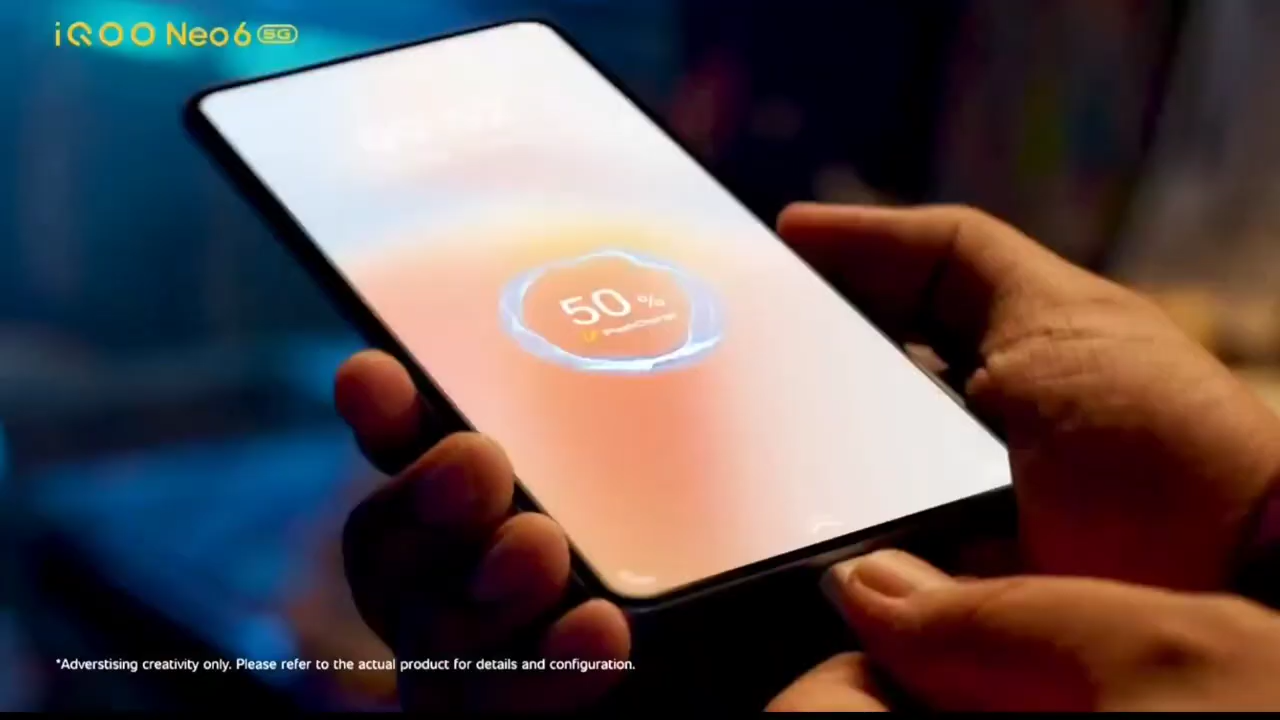 iQOO Neo6 5G
50 %
*Adverstising creativity only. Please refer to the actual product for details and configuration.